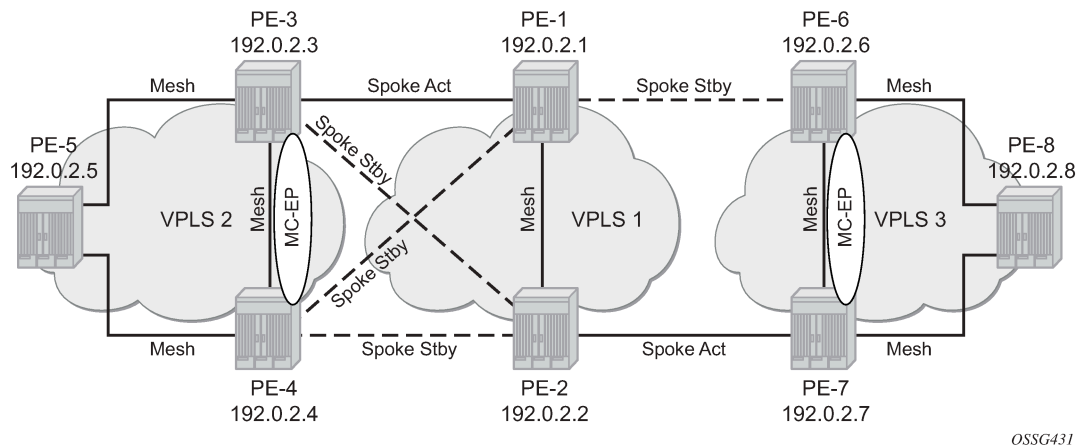 PE-3
192.0.2.3
PE-1
192.0.2.1
PE-6
192.0.2.6
Mesh
Spoke Act
Spoke Stby
Mesh
PE-5
192.0.2.5
Spoke Stby
PE-8
192.0.2.8
VPLS 2
Mesh
MC-EP
Mesh
VPLS 1
Mesh
MC-EP
VPLS 3
Spoke Stby
Mesh
Spoke Stby
Spoke Act
Mesh
PE-4
192.0.2.4
PE-2
192.0.2.2
PE-7
192.0.2.7
OSSG431